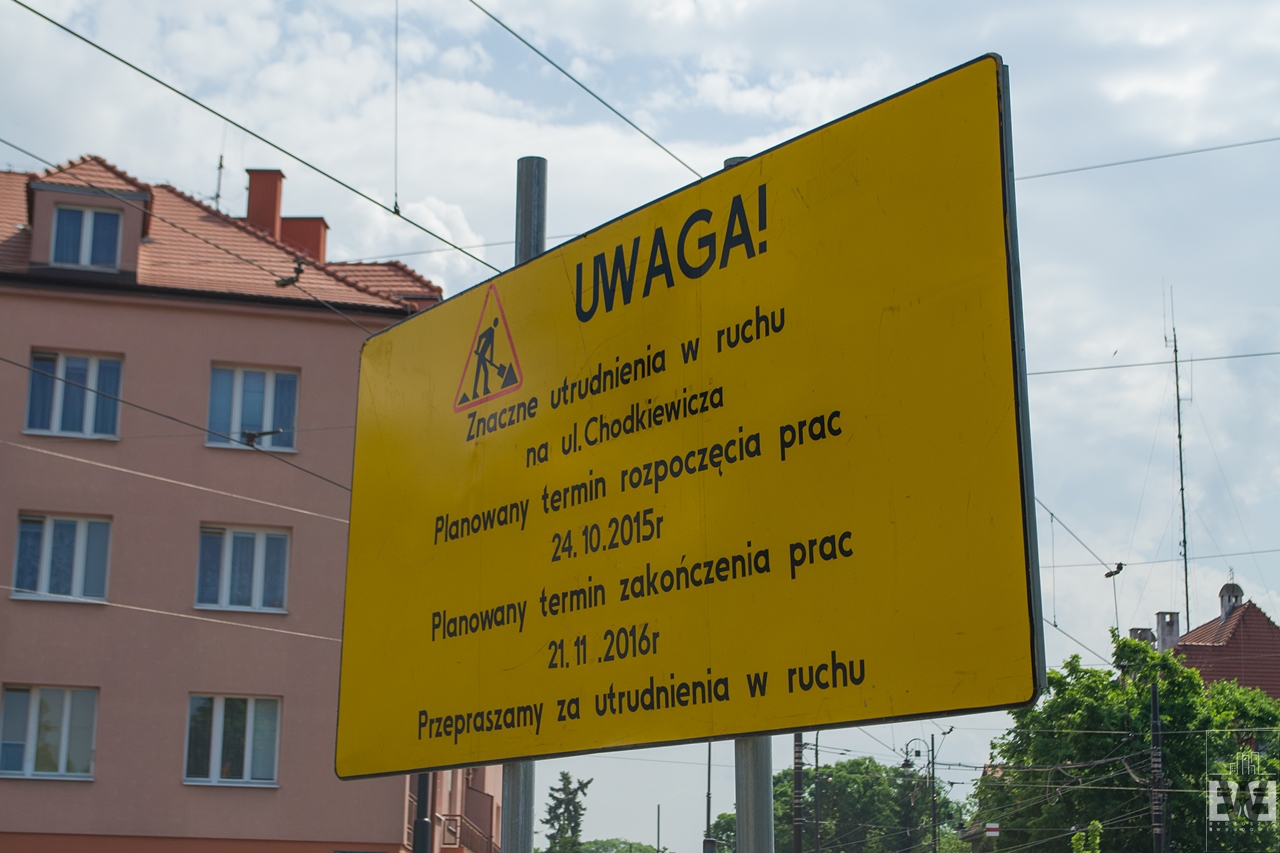 UWAGA!
Znaczne utrudnienia w ruchu
na ul.Chodkiewicza
Planowany termin rozpoczęcia prac
24.10.2015r
Planowany termin zakończenia prac
21.11.2016r
Przepraszamy za utrudnienia w ruchu